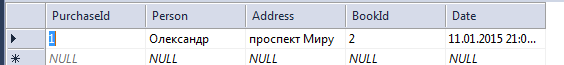 PurchaseId Person Address BookId Date
1 Олександр проспект Миру 2 11.01.2015 21:0...
NULL NULL NULL NULL NULL